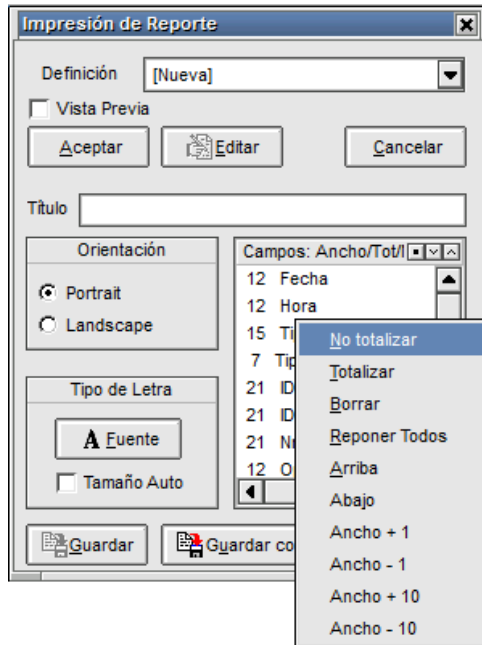 Impresión de Reporte
Definición [Nueva]
Vista Previa
Aceptar Editar Cancelar
Título
Orientación
Portrait
Landscape
Tipo de Letra
A Fuente
Tamaño Auto
Campos: Ancho/Tot/I
12 Fecha
12 Hora
15 Ti
7 Tip
21 ID
21 ID
21 Nr
12 O
No totalizar
Totalizar
Borrar
Reponer Todos
Arriba
Abajo
Ancho + 1
Ancho - 1
Ancho + 10
Ancho - 10
Guardar Guardar co